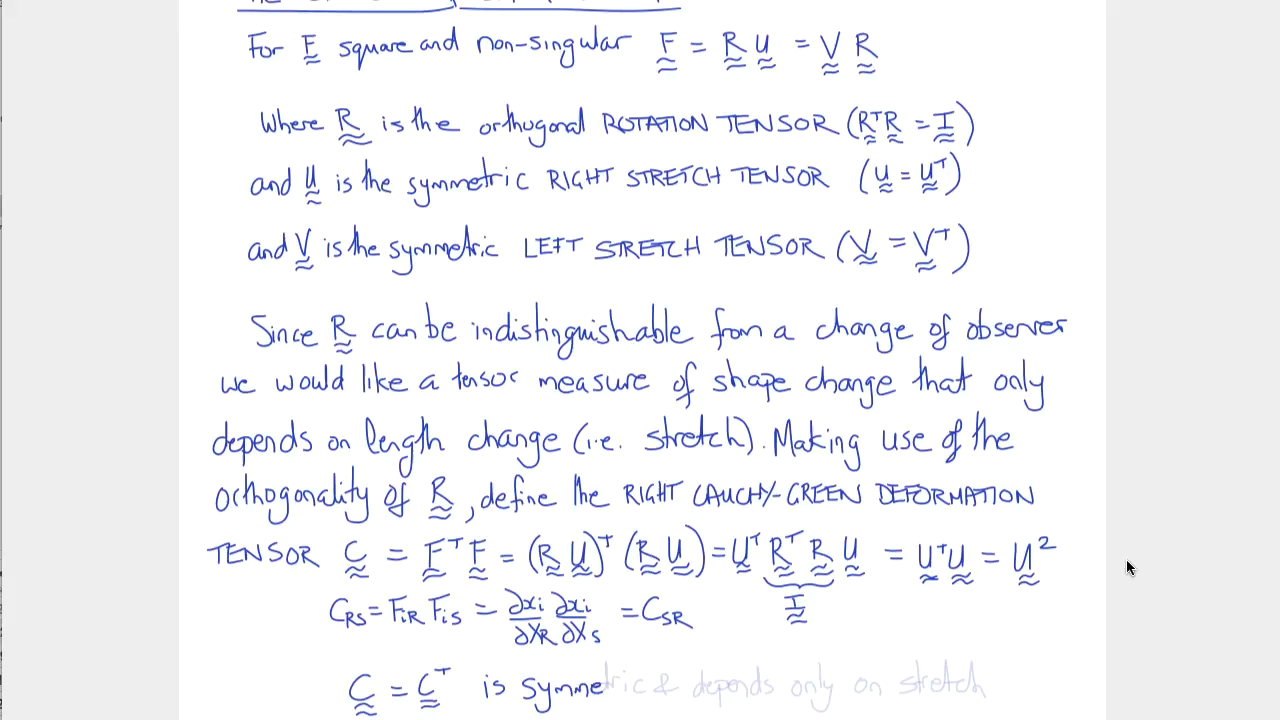 For F square and non-singular F = R U = V R
Where R is the orthogonal ROTATION TENSOR (RᵀR = I)
and U is the symmetric RIGHT STRETCH TENSOR (U = Uᵀ)
and V is the symmetric LEFT STRETCH TENSOR (V = Vᵀ)
Since R can be indistinguishable from a change of observer
we would like a tensor measure of shape change that only
depends on length change (i.e. stretch). Making use of the
orthogonality of R, define the RIGHT CAUCHY-GREEN DEFORMATION
TENSOR C = FᵀF = (R U)ᵀ (R U) = Uᵀ Rᵀ R U = UᵀU = U²
I
C_RS = F_iR F_iS = ∂x_i/∂X_R ∂x_i/∂X_S = C_SR
C = Cᵀ is symmetric & depends only on stretch